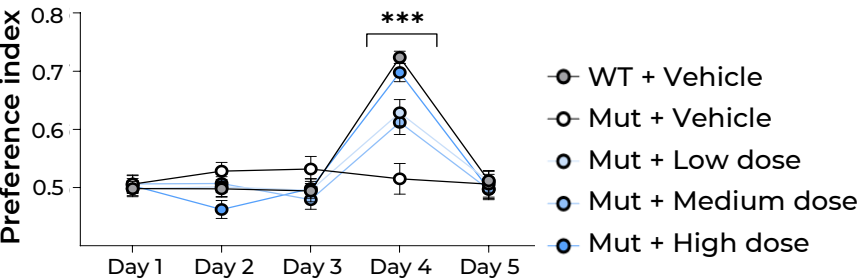 Preference index
0.8
0.7
0.6
0.5
***
Day 1 Day 2 Day 3 Day 4 Day 5
WT + Vehicle
Mut + Vehicle
Mut + Low dose
Mut + Medium dose
Mut + High dose